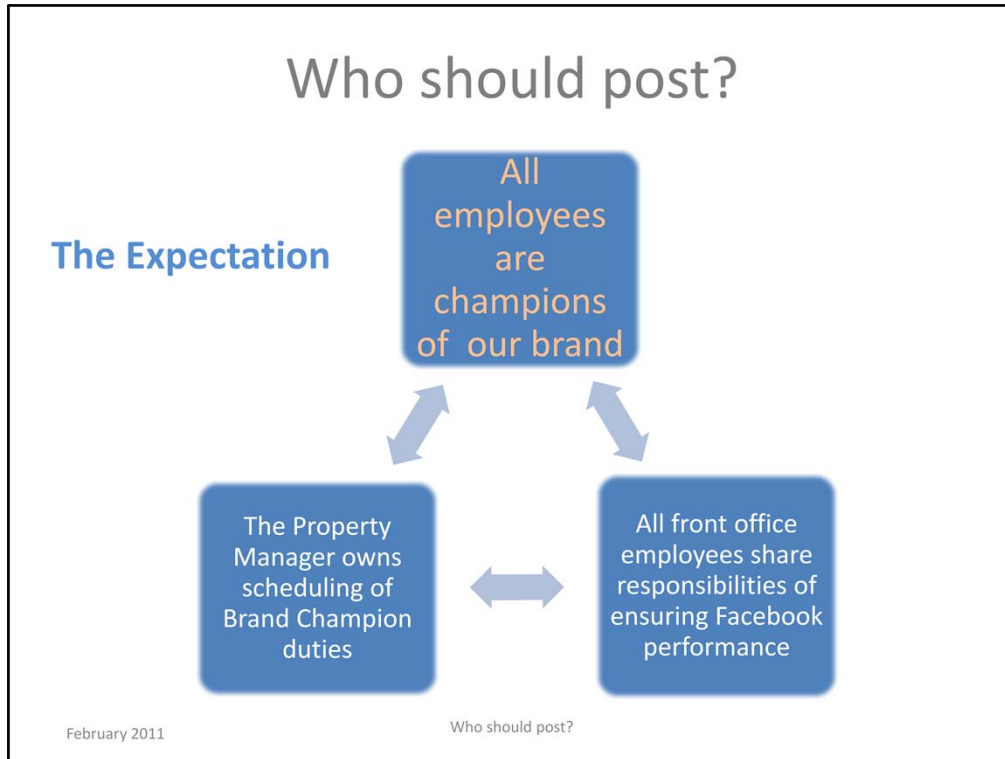 Who should post?
All
employees
are
champions
of our brand
The Expectation
The Property
Manager owns
scheduling of
Brand Champion
duties
All front office
employees share
responsibilities of
ensuring Facebook
performance
February 2011
Who should post?